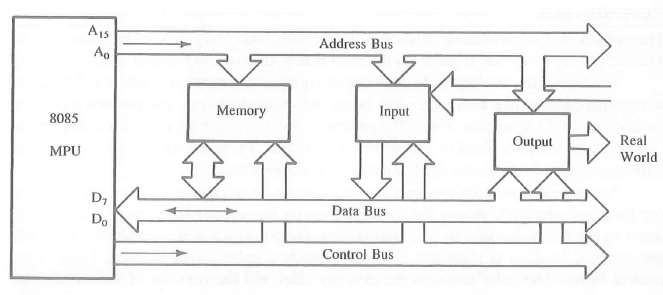 A15
Address Bus
A0
8085
MPU
Memory
Input
Output
Real
World
D7
D0
Data Bus
Control Bus